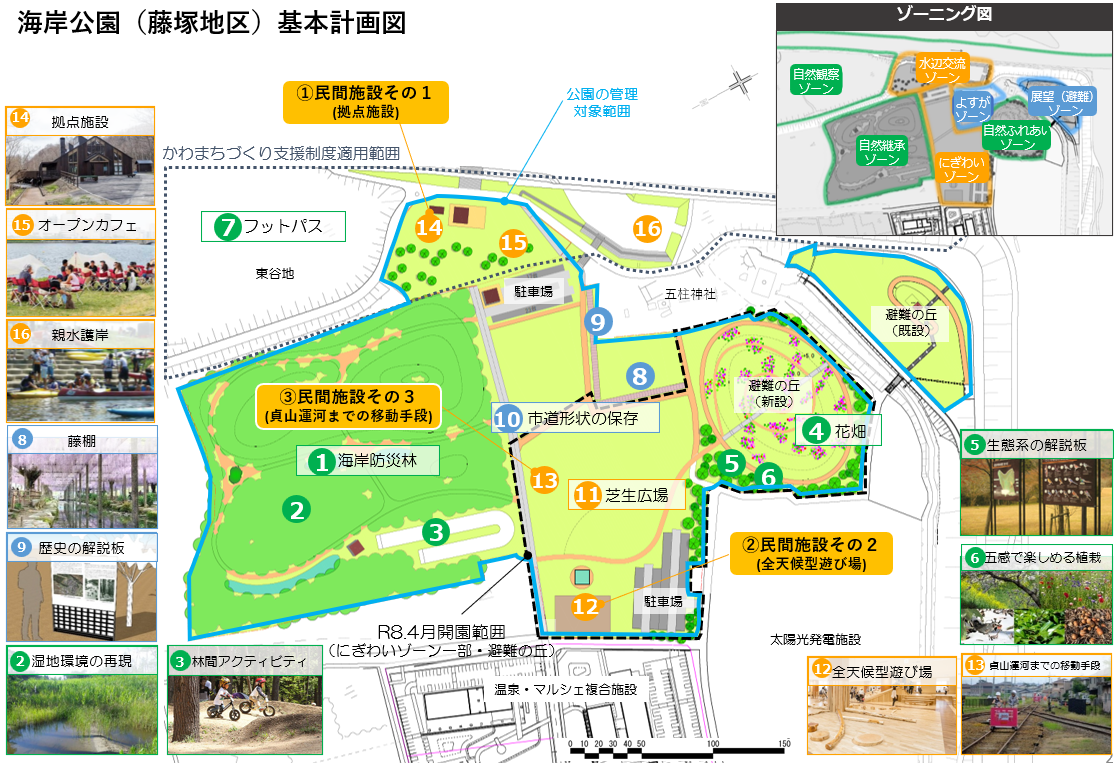 海岸公園（藤塚地区）基本計画図
ゾーニング図
自然観察
ゾーン
水辺交流
ゾーン
よすが
ゾーン
展望（避難）
ゾーン
自然ふれあい
ゾーン
自然継承
ゾーン
にぎわい
ゾーン
①民間施設その１
(拠点施設)
公園の管理
対象範囲
かわまちづくり支援制度適用範囲
14 拠点施設
15 オープンカフェ
16 親水護岸
8 藤棚
9 歴史の解説板
2 湿地環境の再現
3 林間アクティビティ
7 フットパス
東谷地
14
15
16
駐車場
五柱神社
9
8
避難の丘
（既設）
避難の丘
（新設）
③民間施設その３
(貞山運河までの移動手段)
10 市道形状の保存
4 花畑
1 海岸防災林
5
6
13
11 芝生広場
2
3
②民間施設その２
(全天候型遊び場)
12
駐車場
R8.4月開園範囲
（にぎわいゾーン一部・避難の丘）
太陽光発電施設
温泉・マルシェ複合施設
5 生態系の解説板
6 五感で楽しめる植栽
12 全天候型遊び場
13 貞山運河までの移動手段
0 10 20 30 40 50 100 150
2